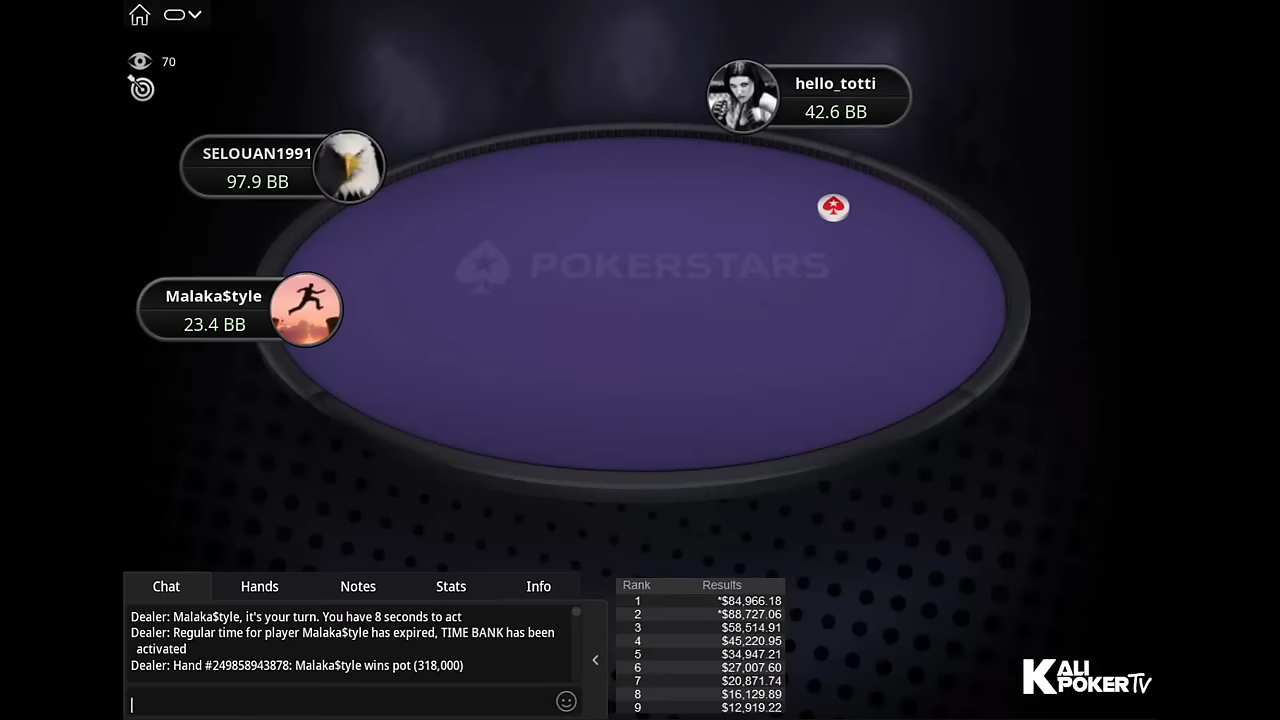 70
hello_totti
42.6 BB
SELOUAN1991
97.9 BB
POKERSTARS
Malaka$tyle
23.4 BB
Chat Hands Notes Stats Info
Dealer: Malaka$tyle, it's your turn. You have 8 seconds to act
Dealer: Regular time for player Malaka$tyle has expired, TIME BANK has been
activated
Dealer: Hand #249858943878: Malaka$tyle wins pot (318,000)
Rank Results
1 *$84,966.18
2 *$88,727.06
3 $58,514.91
4 $45,220.95
5 $34,947.21
6 $27,007.60
7 $20,871.74
8 $16,129.89
9 $12,919.22
KALI
POKERTV